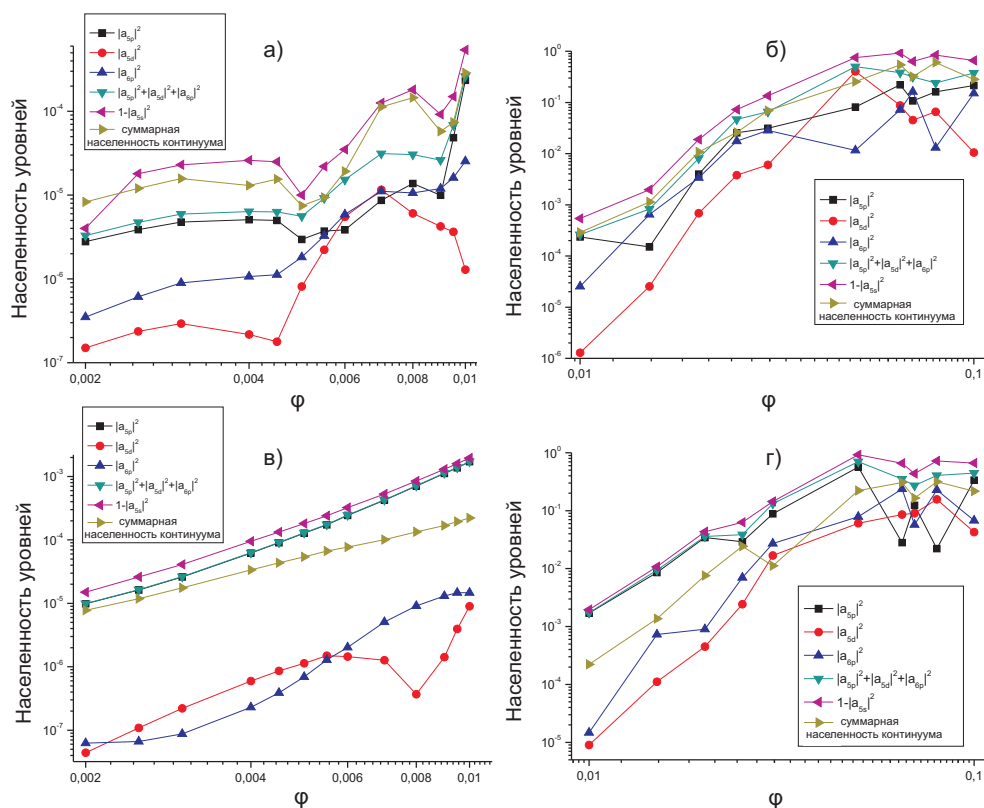 а)
|a₅ₚ|²
|a₅d|²
|a₆ₚ|²
|a₅ₚ|²+|a₅d|²+|a₆ₚ|²
1-|a₅ₛ|²
суммарная
населенность континуума
Населенность уровней
10⁻⁴
10⁻⁵
10⁻⁶
10⁻⁷
0,002
0,004
0,006
0,008
0,01
φ
б)
|a₅ₚ|²
|a₅d|²
|a₆ₚ|²
|a₅ₚ|²+|a₅d|²+|a₆ₚ|²
1-|a₅ₛ|²
суммарная
населенность континуума
Населенность уровней
10⁰
10⁻¹
10⁻²
10⁻³
10⁻⁴
10⁻⁵
10⁻⁶
0,01
0,1
φ
в)
|a₅ₚ|²
|a₅d|²
|a₆ₚ|²
|a₅ₚ|²+|a₅d|²+|a₆ₚ|²
1-|a₅ₛ|²
суммарная
населенность континуума
Населенность уровней
10⁻³
10⁻⁴
10⁻⁵
10⁻⁶
10⁻⁷
0,002
0,004
0,006
0,008
0,01
φ
г)
|a₅ₚ|²
|a₅d|²
|a₆ₚ|²
|a₅ₚ|²+|a₅d|²+|a₆ₚ|²
1-|a₅ₛ|²
суммарная
населенность континуума
Населенность уровней
10⁰
10⁻¹
10⁻²
10⁻³
10⁻⁴
10⁻⁵
0,01
0,1
φ